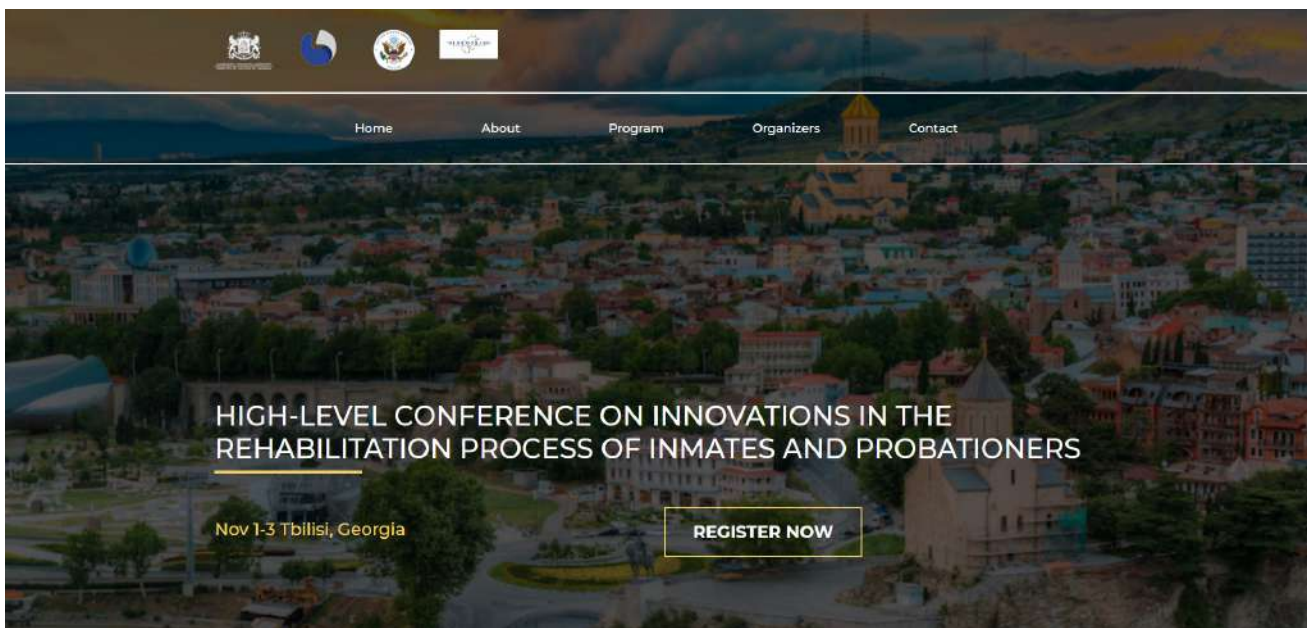 Home About Program Organizers Contact
HIGH-LEVEL CONFERENCE ON INNOVATIONS IN THE
REHABILITATION PROCESS OF INMATES AND PROBATIONERS
Nov 1-3 Tbilisi, Georgia
REGISTER NOW